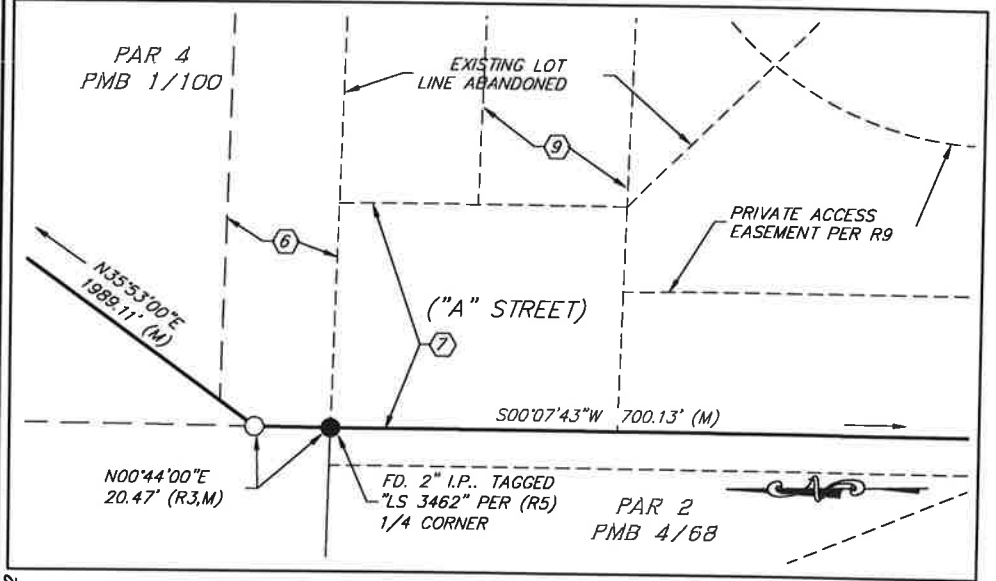 PAR 4
PMB 1/100
EXISTING LOT
LINE ABANDONED
9
PRIVATE ACCESS
EASEMENT PER R9
6
N35°53'00"E
1989.11' (M)
("A" STREET)
7
S00°07'43"W 700.13' (M)
N00°44'00"E
20.47' (R3,M)
FD. 2" I.P.. TAGGED
"LS 3462" PER (R5)
1/4 CORNER
PAR 2
PMB 4/68
N